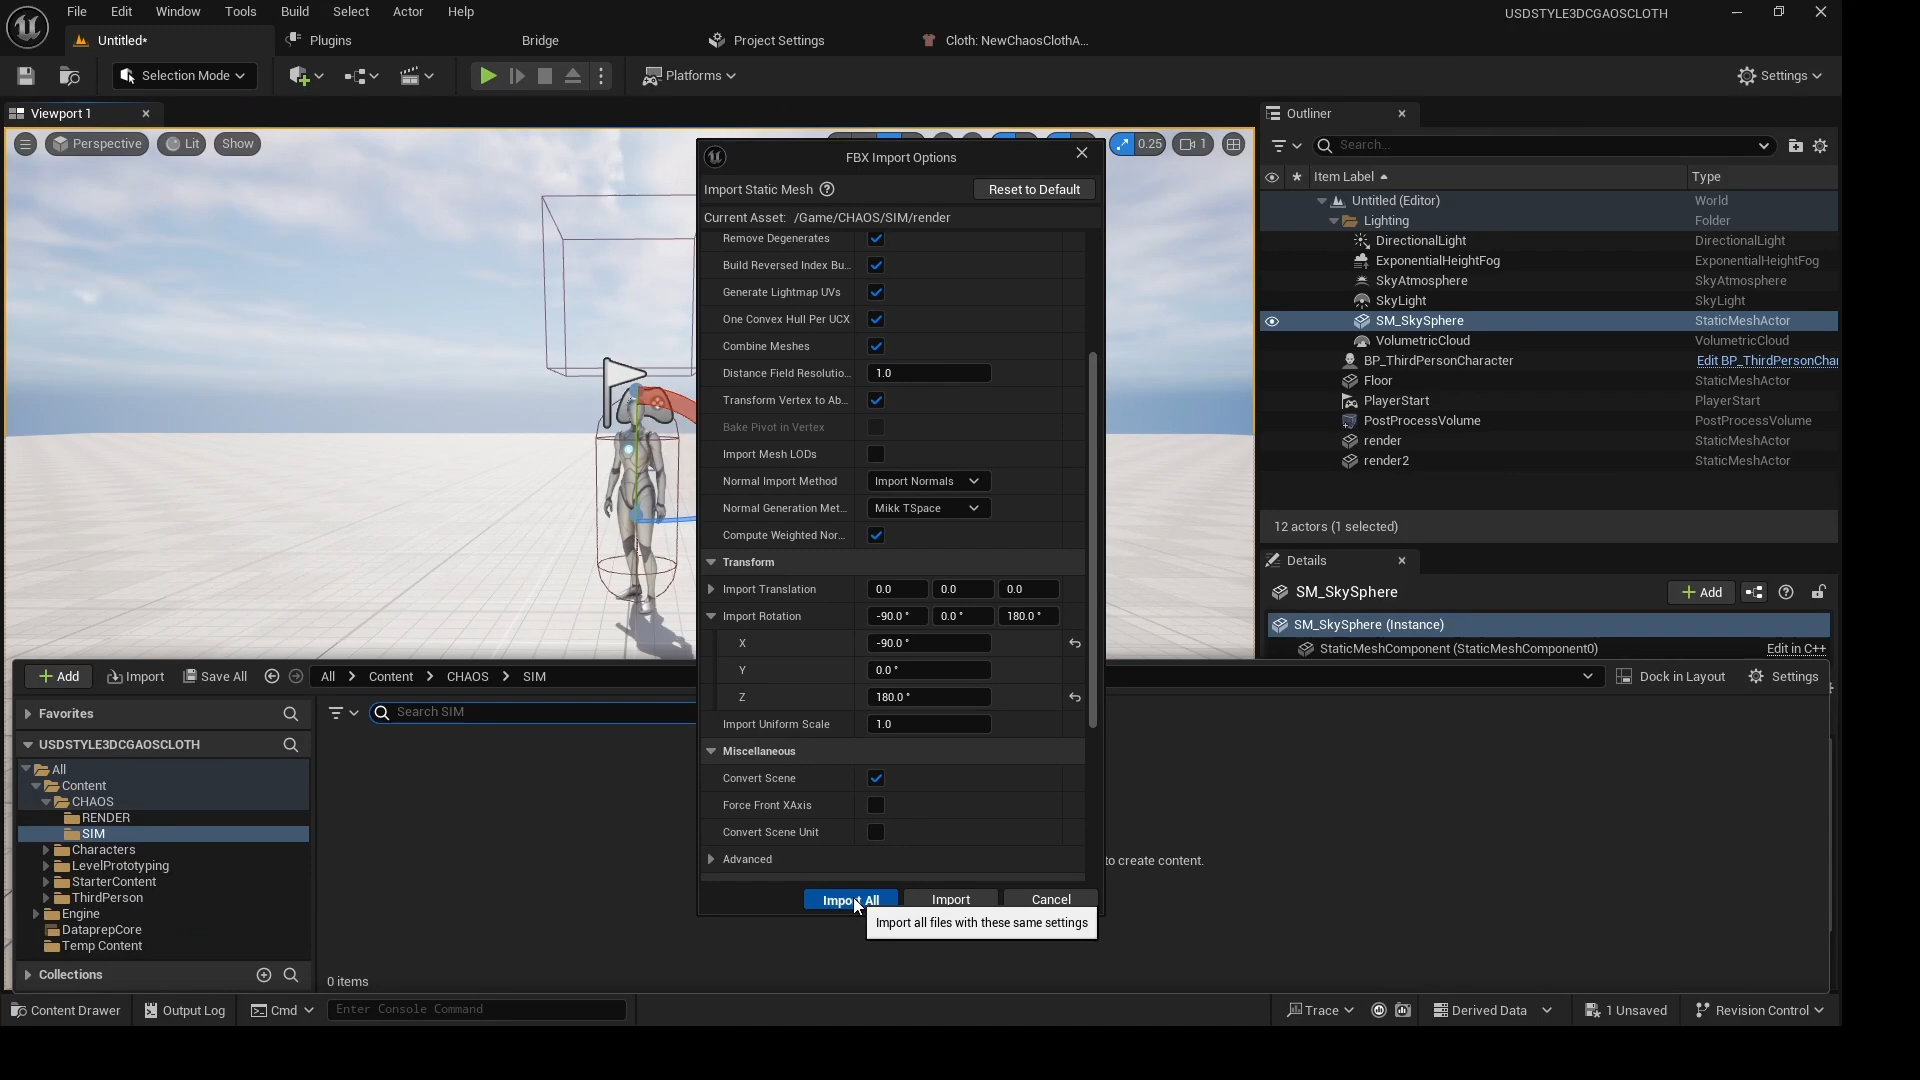 File Edit Window Tools Build Select Actor Help
USDSTYLE3DCGAOSCLOTH
Untitled*
Plugins
Bridge
Project Settings
Cloth: NewChaosClothA...
Selection Mode
Platforms
Settings
Viewport 1
Perspective
Lit
Show
0.25
1
FBX Import Options
Import Static Mesh
Reset to Default
Current Asset: /Game/CHAOS/SIM/render
Remove Degenerates
Build Reversed Index Bu...
Generate Lightmap UVs
One Convex Hull Per UCX
Combine Meshes
Distance Field Resolutio... 1.0
Transform Vertex to Ab...
Bake Pivot in Vertex
Import Mesh LODs
Normal Import Method Import Normals
Normal Generation Met... Mikk TSpace
Compute Weighted Nor...
Transform
Import Translation 0.0 0.0 0.0
Import Rotation -90.0 ° 0.0 ° 180.0 °
X -90.0 °
Y 0.0 °
Z 180.0 °
Import Uniform Scale 1.0
Miscellaneous
Convert Scene
Force Front XAxis
Convert Scene Unit
Advanced
Import All
Import
Cancel
Import all files with these same settings
Outliner
Search...
Item Label Type
Untitled (Editor) World
Lighting Folder
DirectionalLight DirectionalLight
ExponentialHeightFog ExponentialHeightFog
SkyAtmosphere SkyAtmosphere
SkyLight SkyLight
SM_SkySphere StaticMeshActor
VolumetricCloud VolumetricCloud
BP_ThirdPersonCharacter Edit BP_ThirdPersonChar
Floor StaticMeshActor
PlayerStart PlayerStart
PostProcessVolume PostProcessVolume
render StaticMeshActor
render2 StaticMeshActor
12 actors (1 selected)
Details
SM_SkySphere
Add
SM_SkySphere (Instance)
StaticMeshComponent (StaticMeshComponent0) Edit in C++
Add
Import
Save All
All
Content
CHAOS
SIM
Dock in Layout
Settings
Favorites
Search SIM
USDSTYLE3DCGAOSCLOTH
All
Content
CHAOS
RENDER
SIM
Characters
LevelPrototyping
StarterContent
ThirdPerson
Engine
DataprepCore
Temp Content
to create content.
Collections
0 items
Content Drawer
Output Log
Cmd
Enter Console Command
Trace
Derived Data
1 Unsaved
Revision Control